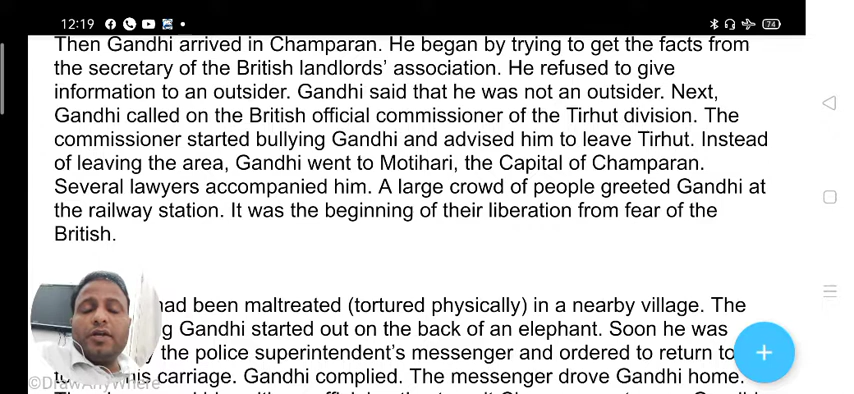 12:19
74
Then Gandhi arrived in Champaran. He began by trying to get the facts from
the secretary of the British landlords' association. He refused to give
information to an outsider. Gandhi said that he was not an outsider. Next,
Gandhi called on the British official commissioner of the Tirhut division. The
commissioner started bullying Gandhi and advised him to leave Tirhut. Instead
of leaving the area, Gandhi went to Motihari, the Capital of Champaran.
Several lawyers accompanied him. A large crowd of people greeted Gandhi at
the railway station. It was the beginning of their liberation from fear of the
British.
had been maltreated (tortured physically) in a nearby village. The
Gandhi started out on the back of an elephant. Soon he was
the police superintendent's messenger and ordered to return to
his carriage. Gandhi complied. The messenger drove Gandhi home.
©DrawAnyWhere